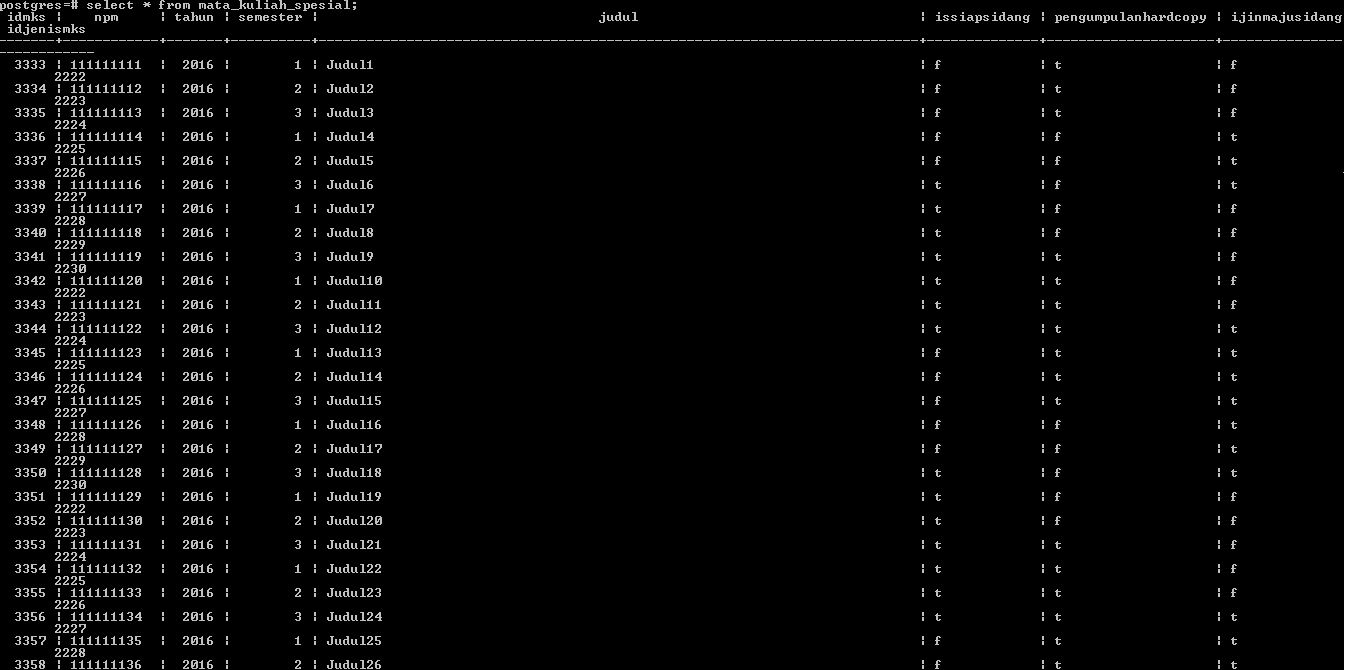 postgres=# select * from mata_kuliah_spesial;
idmks | npm | tahun | semester | judul | issiapsidang | pengumpulanhardcopy | ijinmajusidang
idjenismks
-------+------------+-------+----------+---------------------------------------------------------------------------+--------------+---------------------+---------------
------------
3333 | 111111111 | 2016 | 1 | Judul1 | f | t | f
2222
3334 | 111111112 | 2016 | 2 | Judul2 | f | t | f
2223
3335 | 111111113 | 2016 | 3 | Judul3 | f | t | f
2224
3336 | 111111114 | 2016 | 1 | Judul4 | f | f | t
2225
3337 | 111111115 | 2016 | 2 | Judul5 | f | f | t
2226
3338 | 111111116 | 2016 | 3 | Judul6 | t | f | t
2227
3339 | 111111117 | 2016 | 1 | Judul7 | t | f | f
2228
3340 | 111111118 | 2016 | 2 | Judul8 | t | f | f
2229
3341 | 111111119 | 2016 | 3 | Judul9 | t | t | f
2230
3342 | 111111120 | 2016 | 1 | Judul10 | t | t | f
2222
3343 | 111111121 | 2016 | 2 | Judul11 | t | t | f
2223
3344 | 111111122 | 2016 | 3 | Judul12 | t | t | t
2224
3345 | 111111123 | 2016 | 1 | Judul13 | f | t | t
2225
3346 | 111111124 | 2016 | 2 | Judul14 | f | t | t
2226
3347 | 111111125 | 2016 | 3 | Judul15 | f | t | t
2227
3348 | 111111126 | 2016 | 1 | Judul16 | f | f | t
2228
3349 | 111111127 | 2016 | 2 | Judul17 | f | f | t
2229
3350 | 111111128 | 2016 | 3 | Judul18 | t | f | t
2230
3351 | 111111129 | 2016 | 1 | Judul19 | t | f | f
2222
3352 | 111111130 | 2016 | 2 | Judul20 | t | f | f
2223
3353 | 111111131 | 2016 | 3 | Judul21 | t | t | f
2224
3354 | 111111132 | 2016 | 1 | Judul22 | t | t | f
2225
3355 | 111111133 | 2016 | 2 | Judul23 | t | t | f
2226
3356 | 111111134 | 2016 | 3 | Judul24 | t | t | t
2227
3357 | 111111135 | 2016 | 1 | Judul25 | f | t | t
2228
3358 | 111111136 | 2016 | 2 | Judul26 | f | t | t